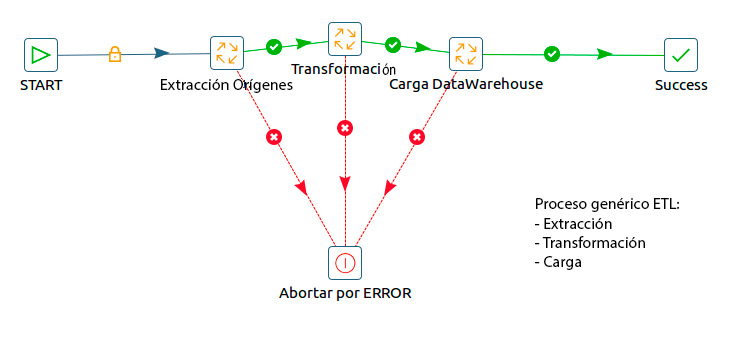 START
Extracción Orígenes
Transformación
Carga DataWarehouse
Success
Abortar por ERROR
Proceso genérico ETL:
- Extracción
- Transformación
- Carga